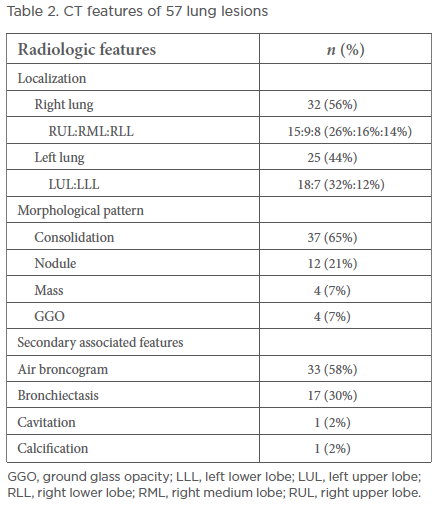 Table 2. CT features of 57 lung lesions
Radiologic features n (%)
Localization
Right lung 32 (56%)
RUL:RML:RLL 15:9:8 (26%:16%:14%)
Left lung 25 (44%)
LUL:LLL 18:7 (32%:12%)
Morphological pattern
Consolidation 37 (65%)
Nodule 12 (21%)
Mass 4 (7%)
GGO 4 (7%)
Secondary associated features
Air broncogram 33 (58%)
Bronchiectasis 17 (30%)
Cavitation 1 (2%)
Calcification 1 (2%)
GGO, ground glass opacity; LLL, left lower lobe; LUL, left upper lobe;
RLL, right lower lobe; RML, right medium lobe; RUL, right upper lobe.